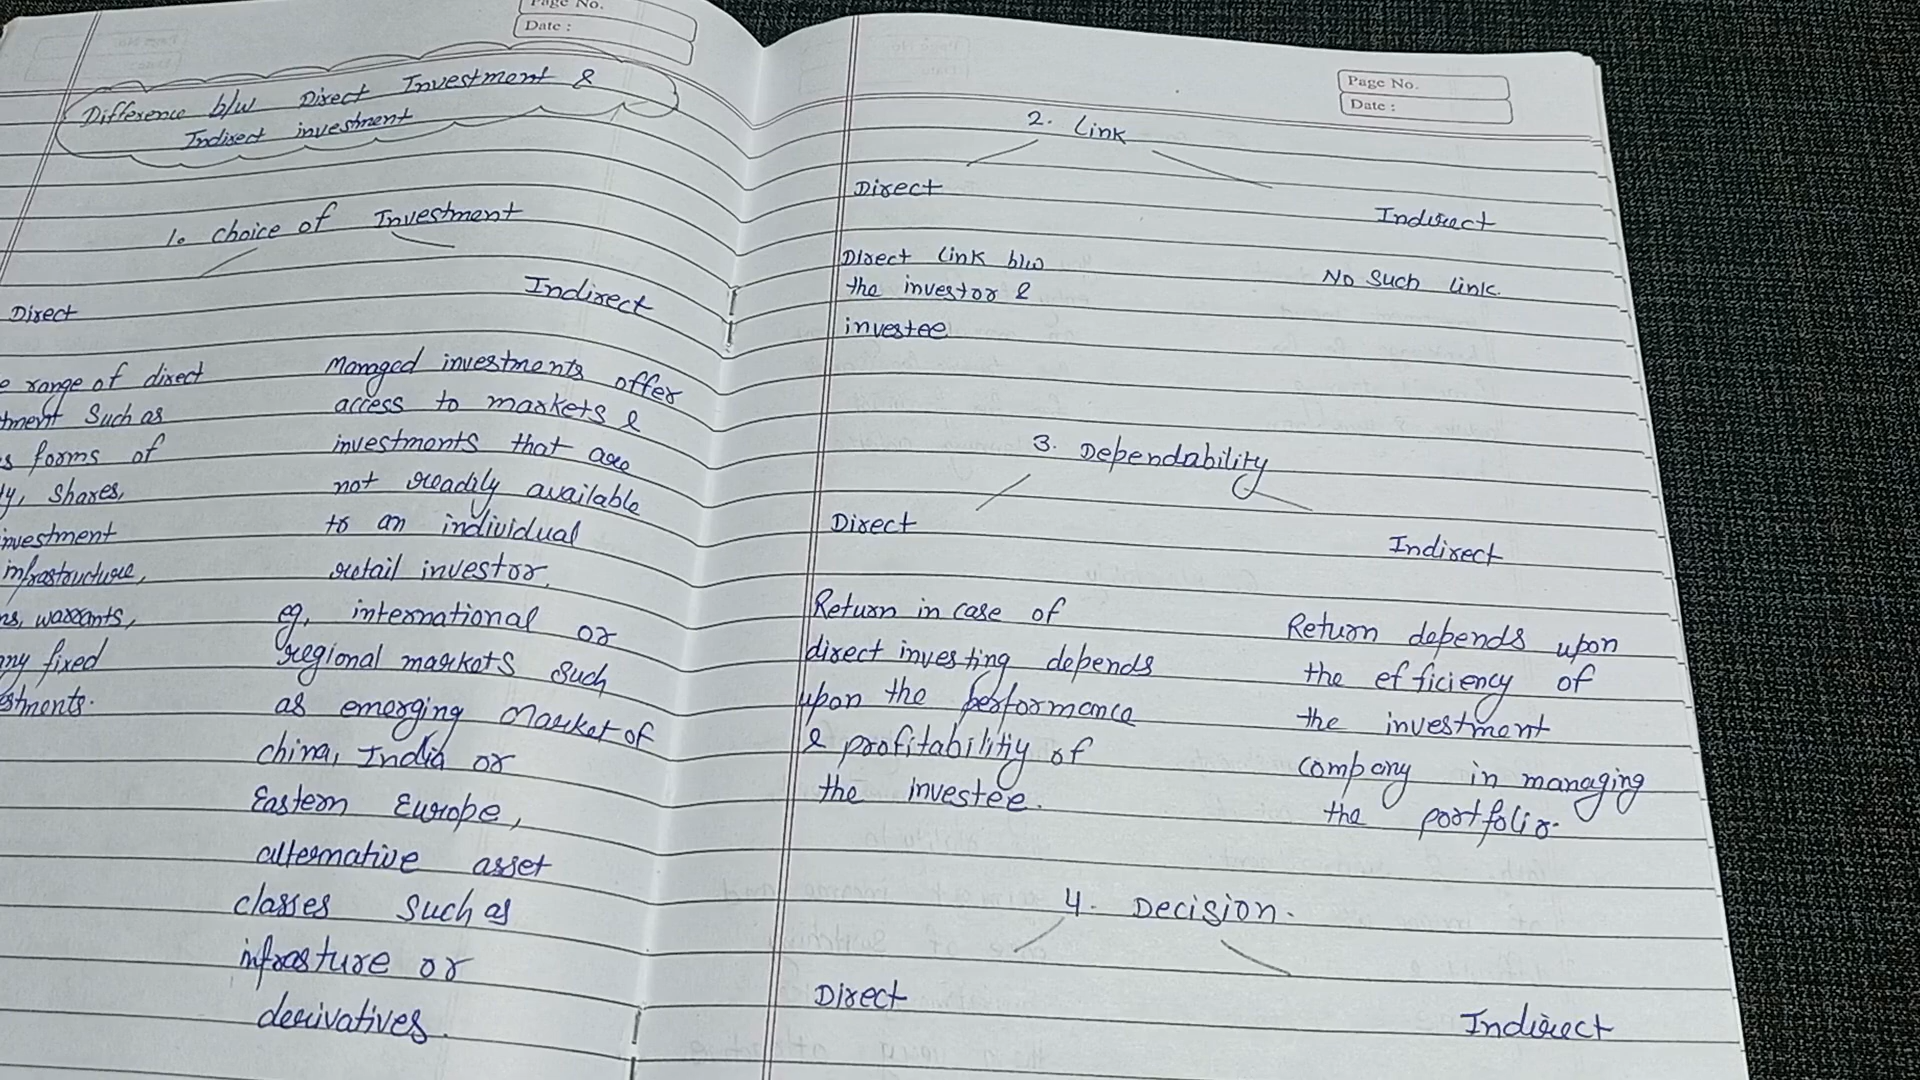 Page No.
Date :
Difference b/w Direct Investment &
Indirect investment
1. choice of Investment
Direct
Indirect
range of direct
Such as
forms of
shares,
infrastructure,
warrants,
fixed
Managed investments offer
access to markets &
investments that are
not readily available
to an individual
retail investor,
eg, international or
regional markets such
as emerging Market of
china, India or
Eastern Europe,
alternative asset
classes such as
infrasture or
derivatives.
Page No.
Date :
2. Link
Direct
Indirect
Direct Link b/w
the investor &
investee
No Such link.
3. Dependability
Direct
Indirect
Return in case of
direct investing depends
upon the performance
& profitabilitiy of
the investee.
Return depends upon
the efficiency of
the investment
company in managing
the portfolio.
4. Decision.
Direct
Indirect